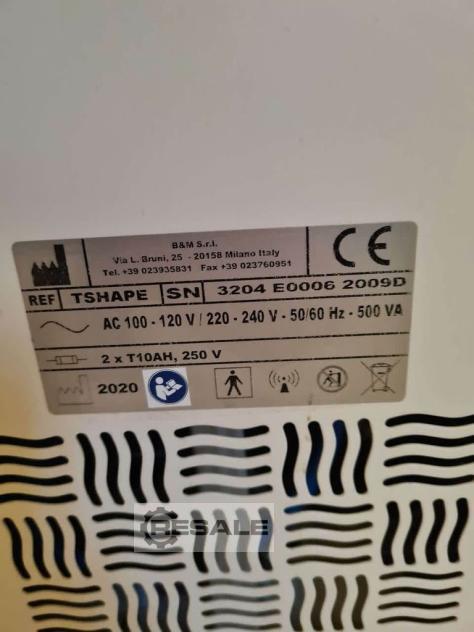 B&M S.r.l.
Via L. Bruni, 25 - 20158 Milano Italy
Tel. +39 023935831 Fax +39 023760951
CE
REF TSHAPE SN 3204 E0006 2009D
AC 100 - 120 V / 220 - 240 V - 50/60 Hz - 500 VA
2 x T10AH, 250 V
2020
RESALE